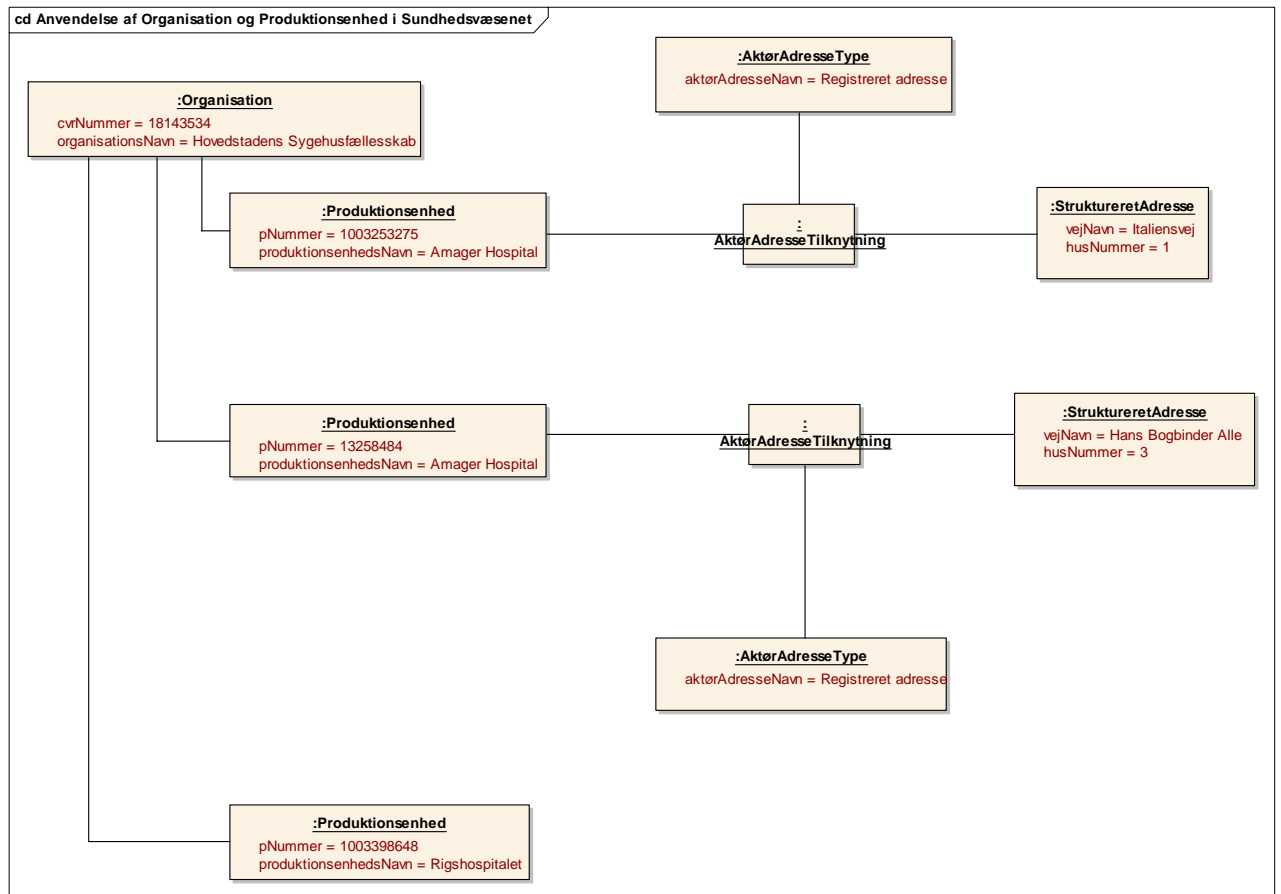 cd Anvendelse af Organisation og Produktionsenhed i Sundhedsvæsenet
:AktørAdresseType
aktørAdresseNavn = Registreret adresse
:Organisation
cvrNummer = 18143534
organisationsNavn = Hovedstadens Sygehusfællesskab
:Produktionsenhed
pNummer = 1003253275
produktionsenhedsNavn = Amager Hospital
:
AktørAdresseTilknytning
:StruktureretAdresse
vejNavn = Italiensvej
husNummer = 1
:Produktionsenhed
pNummer = 13258484
produktionsenhedsNavn = Amager Hospital
:
AktørAdresseTilknytning
:StruktureretAdresse
vejNavn = Hans Bogbinder Alle
husNummer = 3
:AktørAdresseType
aktørAdresseNavn = Registreret adresse
:Produktionsenhed
pNummer = 1003398648
produktionsenhedsNavn = Rigshospitalet